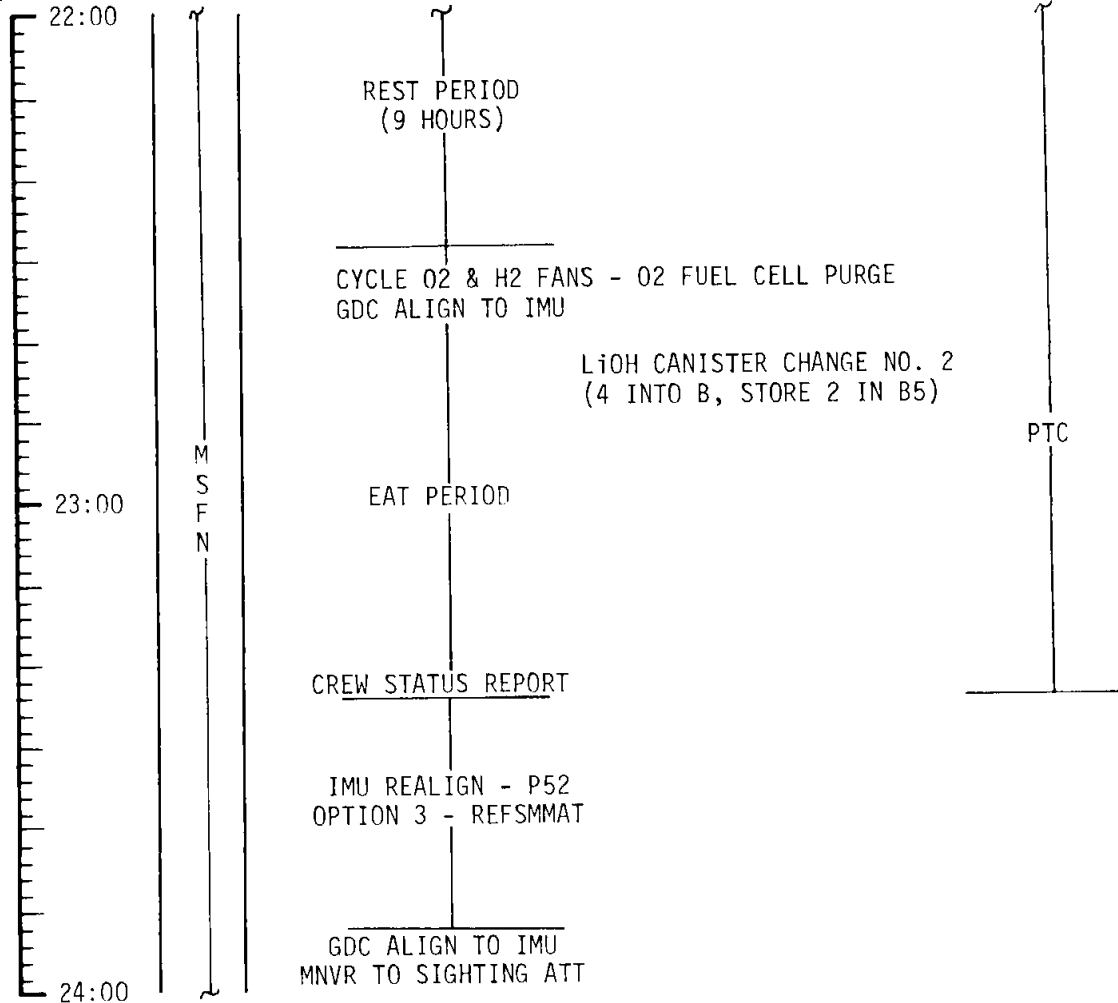 22:00
REST PERIOD
(9 HOURS)
CYCLE O2 & H2 FANS - O2 FUEL CELL PURGE
GDC ALIGN TO IMU
LiOH CANISTER CHANGE NO. 2
(4 INTO B, STORE 2 IN B5)
PTC
M
S
F
N
23:00
EAT PERIOD
CREW STATUS REPORT
IMU REALIGN - P52
OPTION 3 - REFSMMAT
GDC ALIGN TO IMU
MNVR TO SIGHTING ATT
24:00